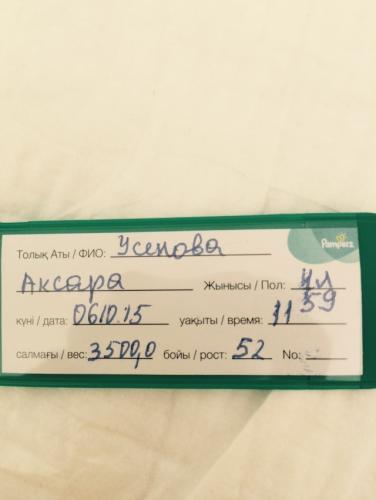 Pampers
Толық Аты / ФИО: Усенова
Аксара Жынысы / Пол:
күні / дата: 06.10.15 уақыты / время: 11 59
салмағы / вес: 3500,0 бойы / рост: 52 No: